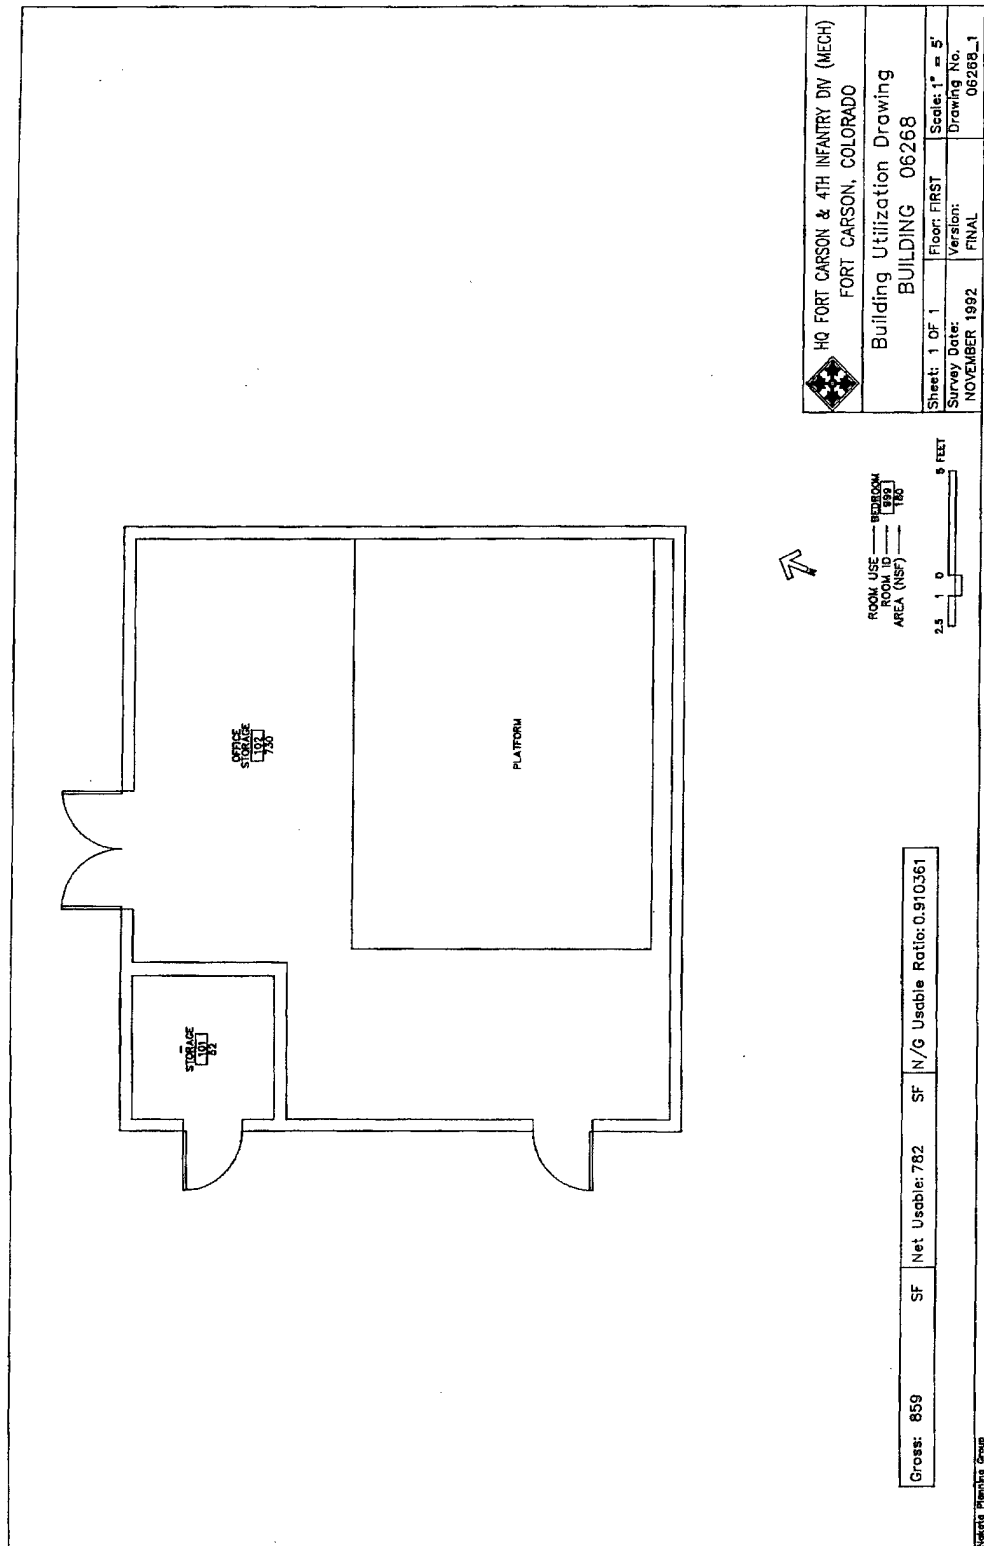 OFFICE
STORAGE
102
730
STORAGE
101
52
PLATFORM
ROOM USE BEDROOM
ROOM ID 999
AREA (NSF) 180
2.5 1 0 5 FEET
HQ FORT CARSON & 4TH INFANTRY DIV (MECH)
FORT CARSON, COLORADO
Building Utilization Drawing
BUILDING 06268
Sheet: 1 OF 1 Floor: FIRST Scale: 1" = 5'
Survey Date: Version: Drawing No.
NOVEMBER 1992 FINAL 06268_1
Gross: 859 SF Net Usable: 782 SF N/G Usable Ratio: 0.910361
Nakata Planning Group